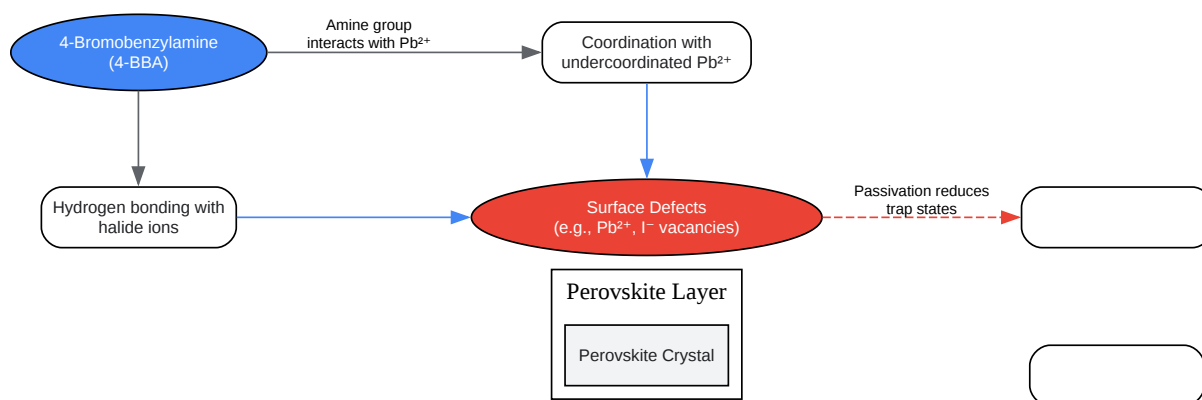 4-Bromobenzylamine
(4-BBA)
Amine group
interacts with Pb²⁺
Coordination with
undercoordinated Pb²⁺
Hydrogen bonding with
halide ions
Surface Defects
(e.g., Pb²⁺, I⁻ vacancies)
Passivation reduces
trap states
Perovskite Layer
Perovskite Crystal